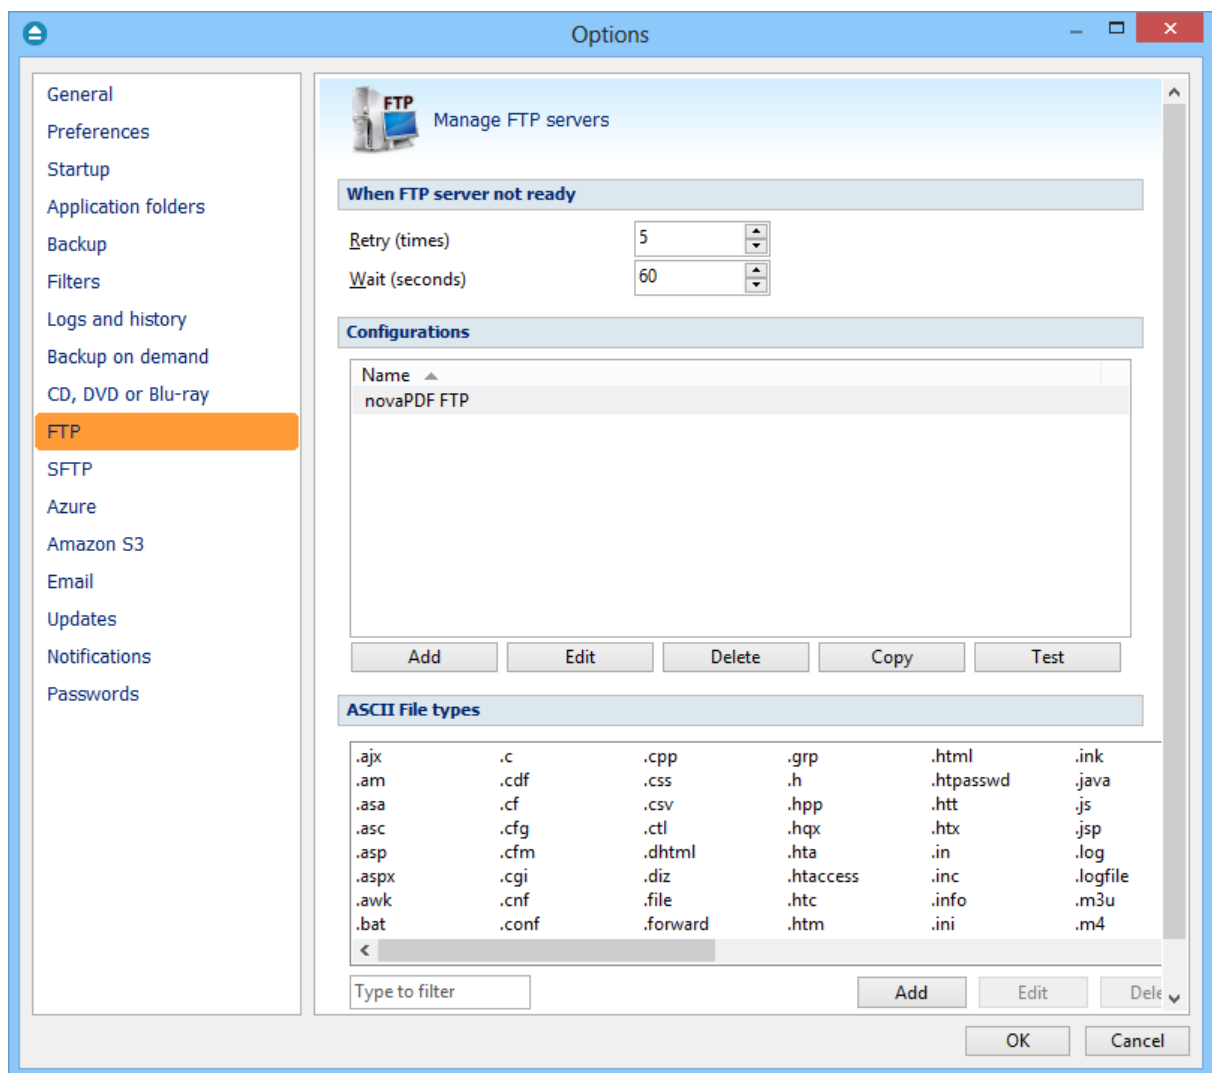 Options
General
Preferences
Startup
Application folders
Backup
Filters
Logs and history
Backup on demand
CD, DVD or Blu-ray
FTP
SFTP
Azure
Amazon S3
Email
Updates
Notifications
Passwords
FTP
Manage FTP servers
When FTP server not ready
Retry (times) 5
Wait (seconds) 60
Configurations
Name
novaPDF FTP
Add Edit Delete Copy Test
ASCII File types
.ajx .c .cpp .grp .html .ink
.am .cdf .css .h .htpasswd .java
.asa .cf .csv .hpp .htt .js
.asc .cfg .ctl .hqx .htx .jsp
.asp .cfm .dhtml .hta .in .log
.aspx .cgi .diz .htaccess .inc .logfile
.awk .cnf .file .htc .info .m3u
.bat .conf .forward .htm .ini .m4
Type to filter Add Edit Dele
OK Cancel